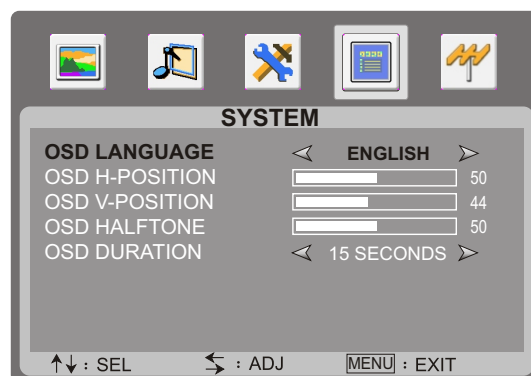 SYSTEM
OSD LANGUAGE ENGLISH
OSD H-POSITION 50
OSD V-POSITION 44
OSD HALFTONE 50
OSD DURATION 15 SECONDS
: SEL : ADJ MENU : EXIT